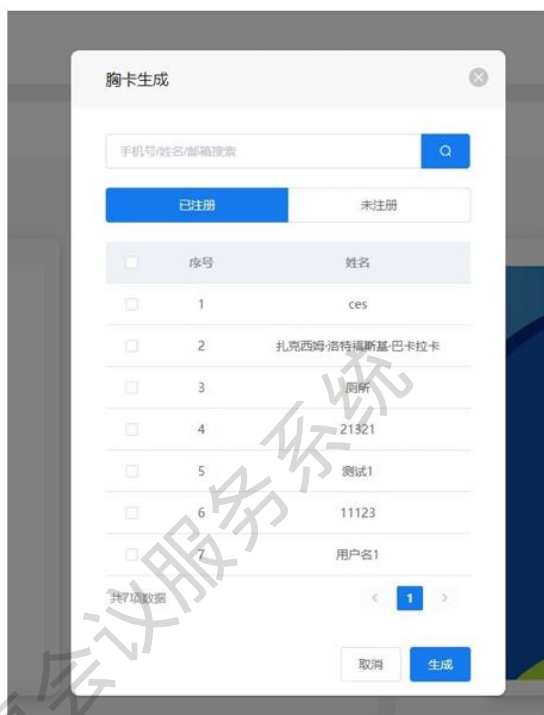 胸卡生成
手机号/姓名/邮箱搜索
已注册 未注册
序号 姓名
1 ces
2 扎克西姆·洛特福斯基·巴卡拉卡
3 厕所
4 21321
5 测试1
6 11123
7 用户名1
共7项数据 < 1 >
取消 生成
会议服务系统